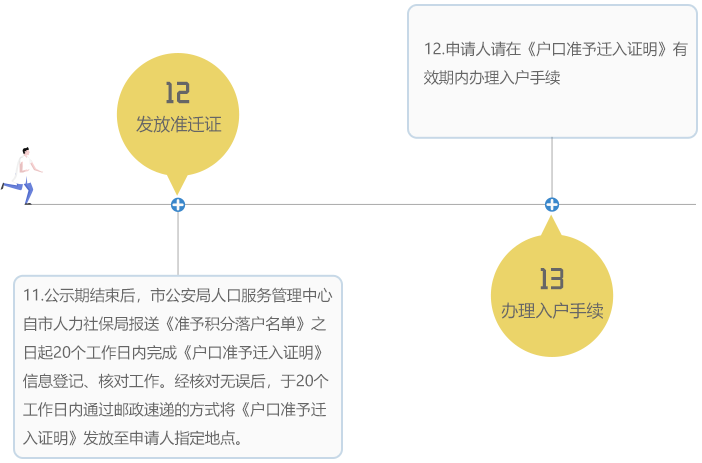 12
发放准迁证
11.公示期结束后，市公安局人口服务管理中心
自市人力社保局报送《准予积分落户名单》之
日起20个工作日内完成《户口准予迁入证明》
信息登记、核对工作。经核对无误后，于20个
工作日内通过邮政速递的方式将《户口准予迁
入证明》发放至申请人指定地点。
12.申请人请在《户口准予迁入证明》有
效期内办理入户手续
13
办理入户手续